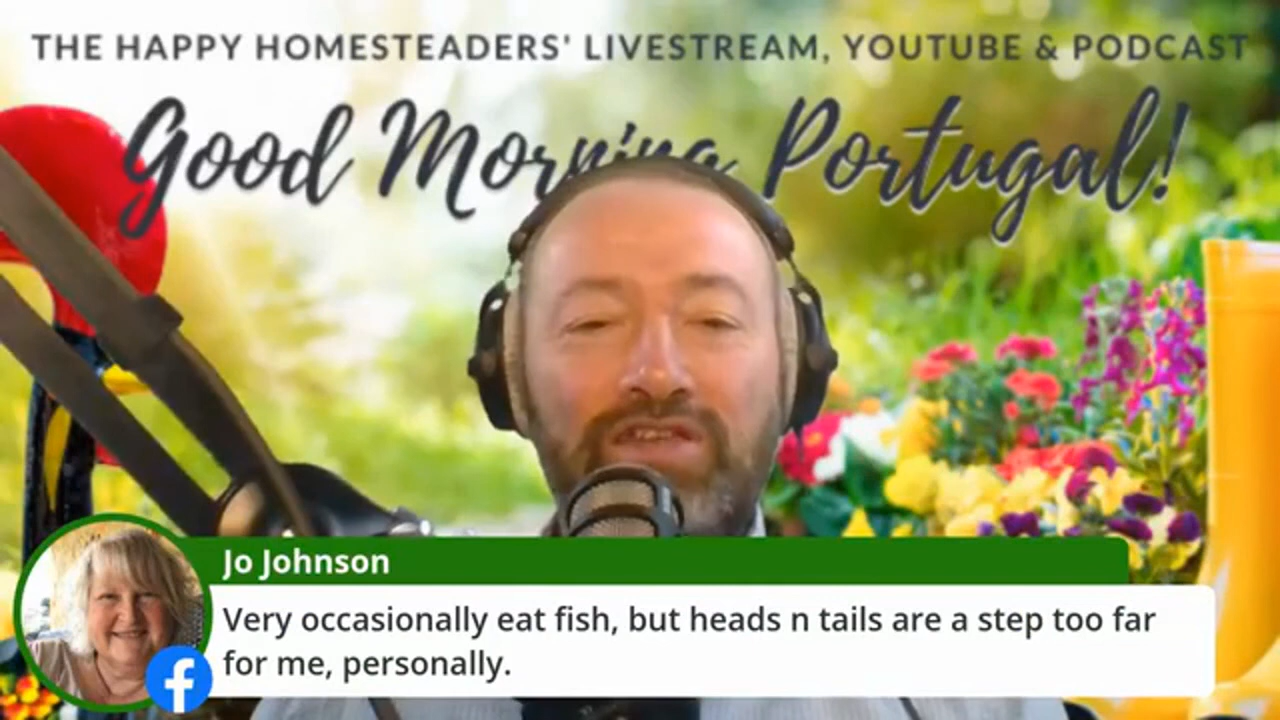 THE HAPPY HOMESTEADERS' LIVESTREAM, YOUTUBE & PODCAST
Good Morning Portugal!
Jo Johnson
Very occasionally eat fish, but heads n tails are a step too far
for me, personally.